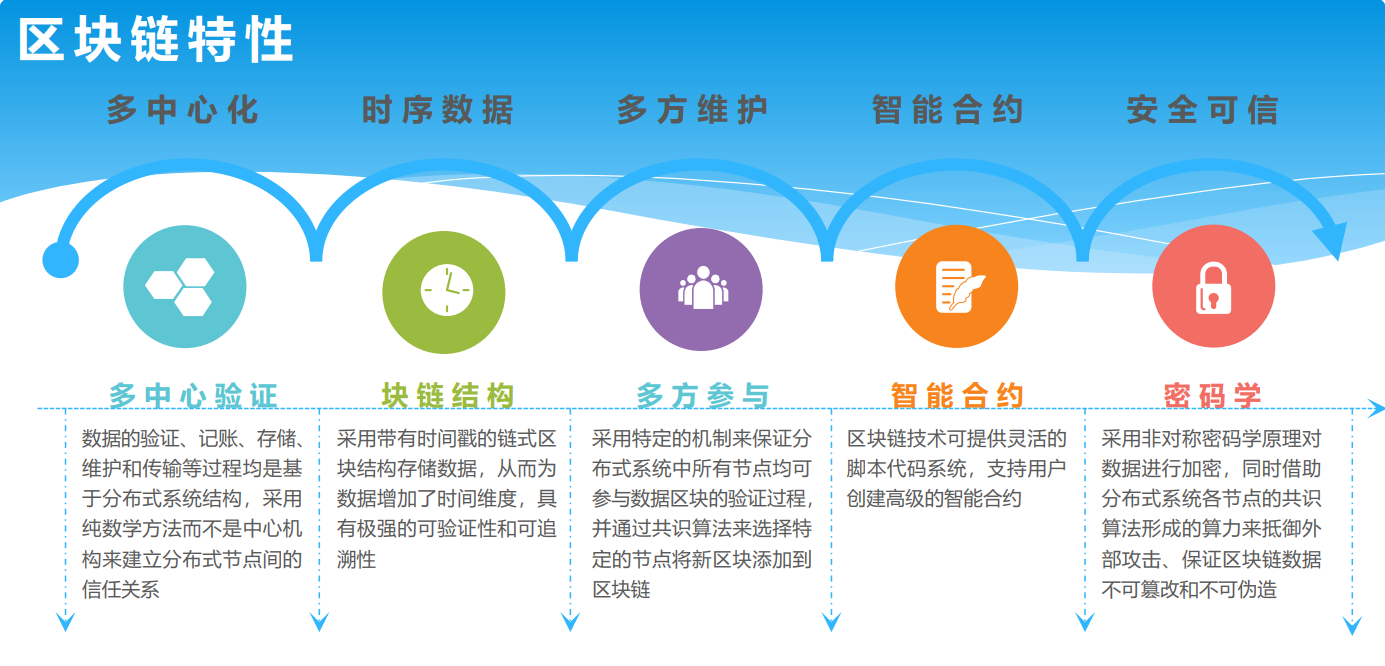 区块链特性
多中心化
时序数据
多方维护
智能合约
安全可信
多中心验证
数据的验证、记账、存储、
维护和传输等过程均是基
于分布式系统结构，采用
纯数学方法而不是中心机
构来建立分布式节点间的
信任关系
块链结构
采用带有时间戳的链式区
块结构存储数据，从而为
数据增加了时间维度，具
有极强的可验证性和可追
溯性
多方参与
采用特定的机制来保证分
布式系统中所有节点均可
参与数据区块的验证过程，
并通过共识算法来选择特
定的节点将新区块添加到
区块链
智能合约
区块链技术可提供灵活的
脚本代码系统，支持用户
创建高级的智能合约
密码学
采用非对称密码学原理对
数据进行加密，同时借助
分布式系统各节点的共识
算法形成的算力来抵御外
部攻击、保证区块链数据
不可篡改和不可伪造